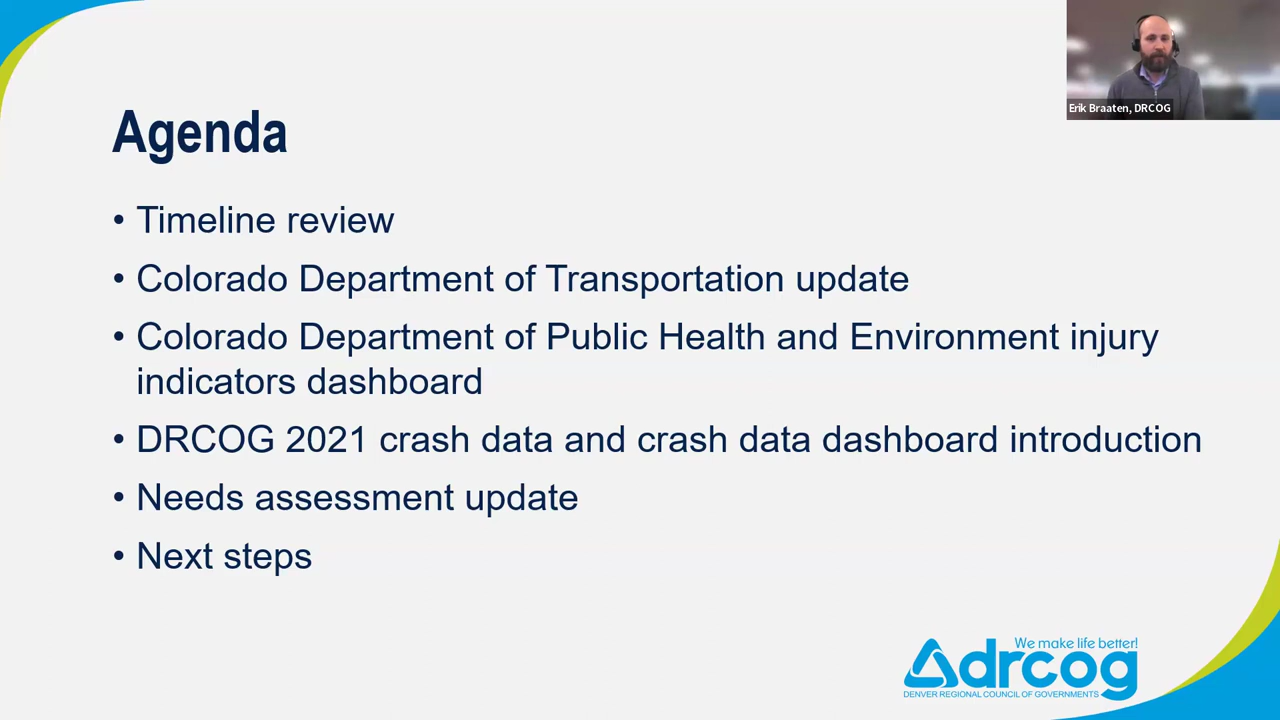 Erik Braaten, DRCOG
Agenda
• Timeline review
• Colorado Department of Transportation update
• Colorado Department of Public Health and Environment injury
indicators dashboard
• DRCOG 2021 crash data and crash data dashboard introduction
• Needs assessment update
• Next steps
We make life better!
drcog
DENVER REGIONAL COUNCIL OF GOVERNMENTS